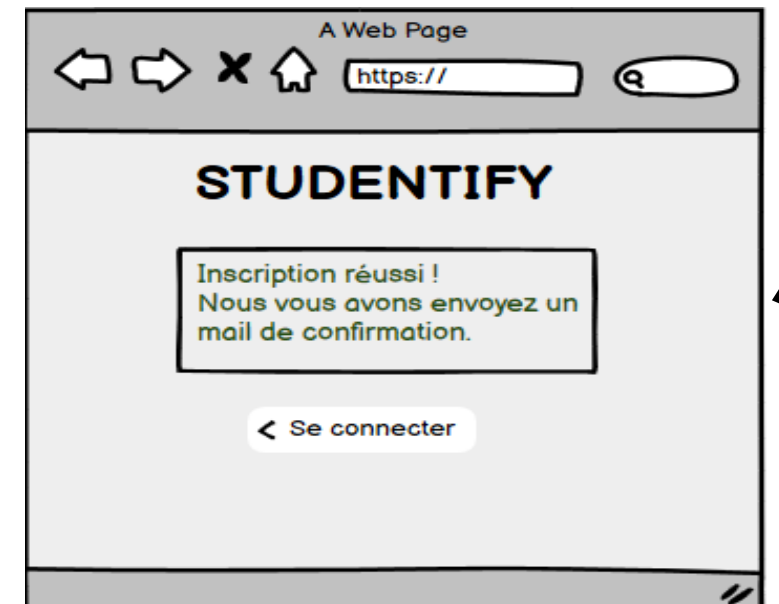 A Web Page
https://
STUDENTIFY
Inscription réussi !
Nous vous avons envoyez un
mail de confirmation.
Se connecter